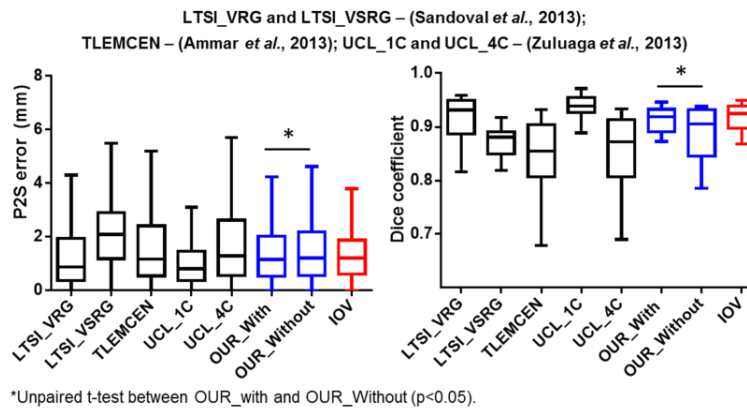 LTSI_VRG and LTSI_VSRG – (Sandoval et al., 2013);
TLEMCEN – (Ammar et al., 2013); UCL_1C and UCL_4C – (Zuluaga et al., 2013)
P2S error (mm)
8
6
4
2
0
*
LTSI_VRG
LTSI_VSRG
TLEMCEN
UCL_1C
UCL_4C
OUR_With
OUR_Without
IOV
Dice coefficient
1.0
0.9
0.8
0.7
*
LTSI_VRG
LTSI_VSRG
TLEMCEN
UCL_1C
UCL_4C
OUR_With
OUR_Without
IOV
*Unpaired t-test between OUR_with and OUR_Without (p<0.05).